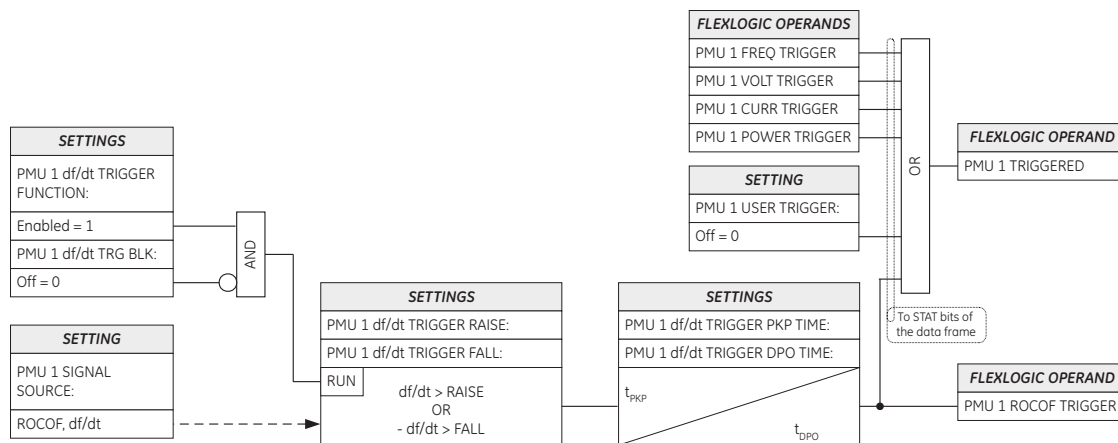 FLEXLOGIC OPERANDS
PMU 1 FREQ TRIGGER
PMU 1 VOLT TRIGGER
PMU 1 CURR TRIGGER
PMU 1 POWER TRIGGER
SETTING
PMU 1 USER TRIGGER:
Off = 0
OR
FLEXLOGIC OPERAND
PMU 1 TRIGGERED
SETTINGS
PMU 1 df/dt TRIGGER
FUNCTION:
Enabled = 1
PMU 1 df/dt TRG BLK:
Off = 0
AND
SETTING
PMU 1 SIGNAL
SOURCE:
ROCOF, df/dt
SETTINGS
PMU 1 df/dt TRIGGER RAISE:
PMU 1 df/dt TRIGGER FALL:
RUN
df/dt > RAISE
OR
- df/dt > FALL
SETTINGS
PMU 1 df/dt TRIGGER PKP TIME:
PMU 1 df/dt TRIGGER DPO TIME:
tPKP
tDPO
To STAT bits of
the data frame
FLEXLOGIC OPERAND
PMU 1 ROCOF TRIGGER